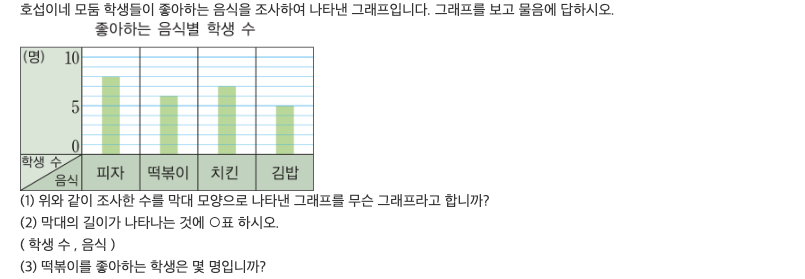 호섭이네 모둠 학생들이 좋아하는 음식을 조사하여 나타낸 그래프입니다. 그래프를 보고 물음에 답하시오.
좋아하는 음식별 학생 수
(명) 10
5
0
학생 수
음식
피자 떡볶이 치킨 김밥
(1) 위와 같이 조사한 수를 막대 모양으로 나타낸 그래프를 무슨 그래프라고 합니까?
(2) 막대의 길이가 나타나는 것에 ○표 하시오.
( 학생 수 , 음식 )
(3) 떡볶이를 좋아하는 학생은 몇 명입니까?